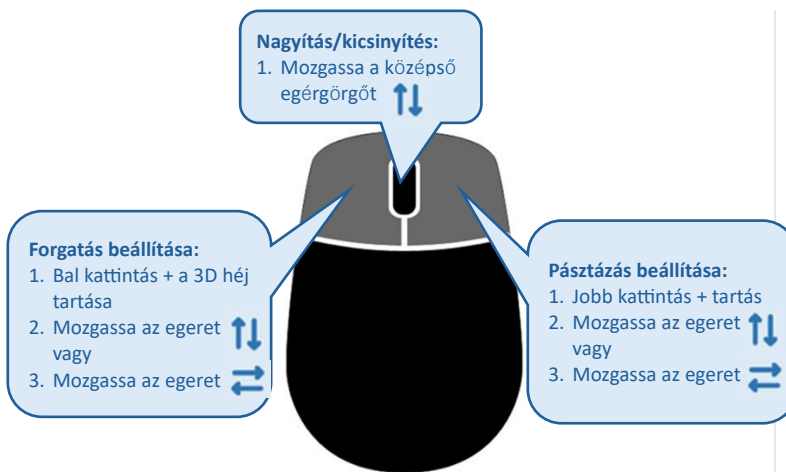 Nagyítás/kicsinyítés:
1. Mozgassa a középső
egérgörgőt
Forgatás beállítása:
1. Bal kattintás + a 3D héj
tartása
2. Mozgassa az egeret
vagy
3. Mozgassa az egeret
Pásztázás beállítása:
1. Jobb kattintás + tartás
2. Mozgassa az egeret
vagy
3. Mozgassa az egeret